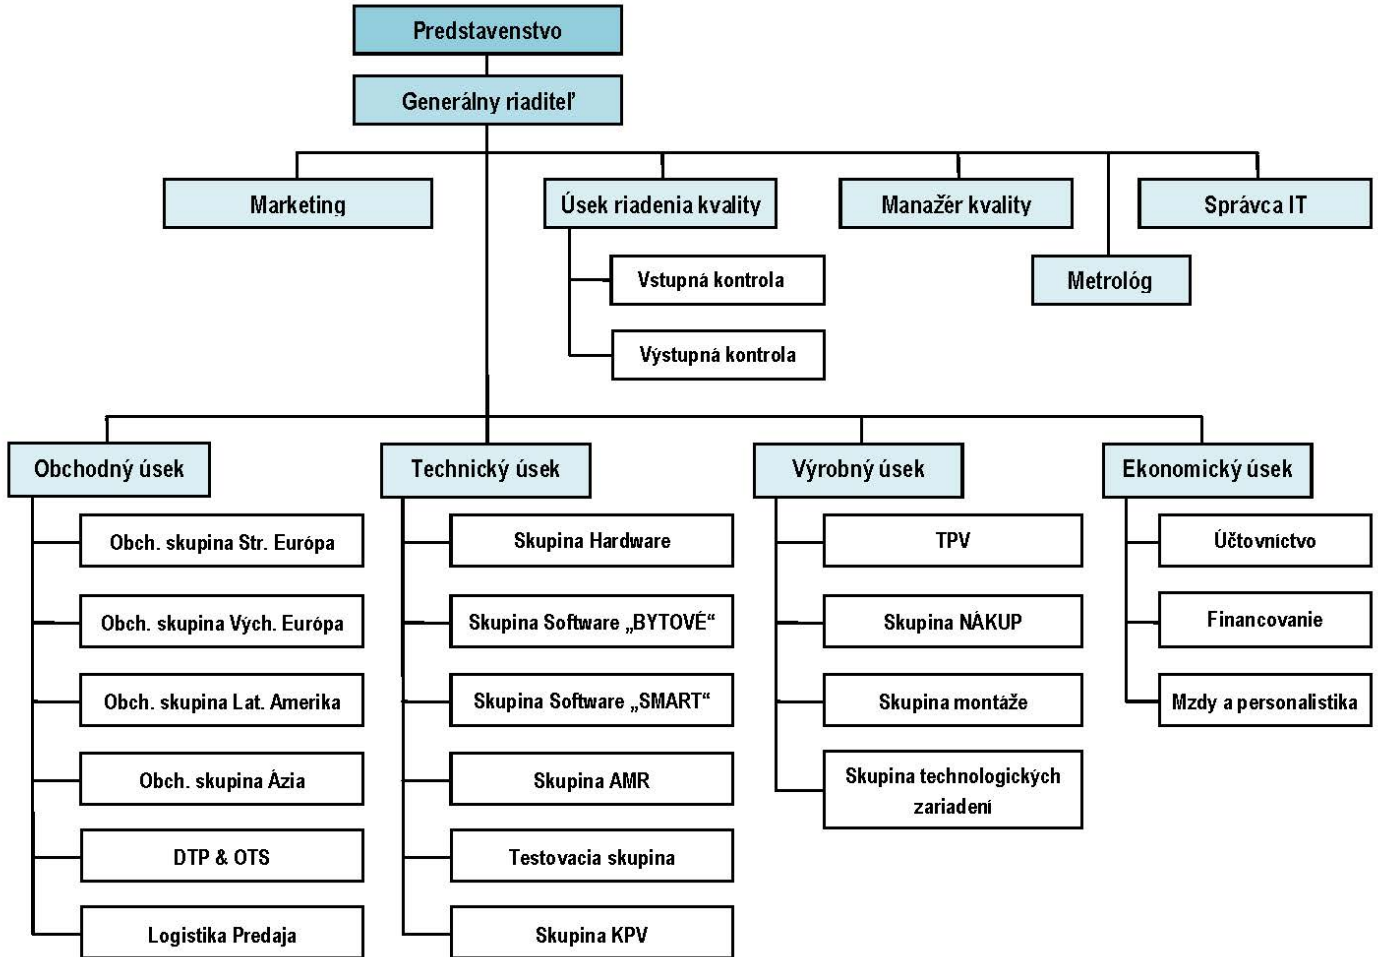 Predstavenstvo
Generálny riaditeľ
Marketing
Úsek riadenia kvality
Manažér kvality
Správca IT
Vstupná kontrola
Metrológ
Výstupná kontrola
Obchodný úsek
Technický úsek
Výrobný úsek
Ekonomický úsek
Obch. skupina Str. Európa
Skupina Hardware
TPV
Účtovníctvo
Obch. skupina Vých. Európa
Skupina Software „BYTOVÉ“
Skupina NÁKUP
Financovanie
Obch. skupina Lat. Amerika
Skupina Software „SMART“
Skupina montáže
Mzdy a personalistika
Obch. skupina Ázia
Skupina AMR
Skupina technologických
zariadení
DTP & OTS
Testovacia skupina
Logistika Predaja
Skupina KPV